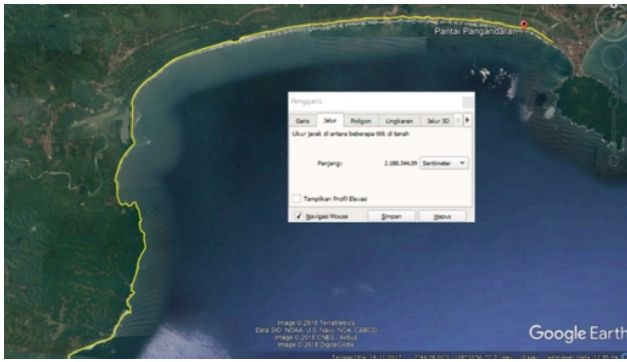 Pantai Pangandaran
Penggaris
Garis Jalur Poligon Lingkaran Jalur 3D
Ukur jarak di antara beberapa titik di tanah
Panjang: 2.686.344,09 Sentimeter
Tampilkan Profil Elevasi
Navigasi Mouse Simpan Hapus
Image © 2018 TerraMetrics
Data SIO, NOAA, U.S. Navy, NGA, GEBCO
Image © 2018 CNES / Airbus
Image © 2018 DigitalGlobe
Google Earth